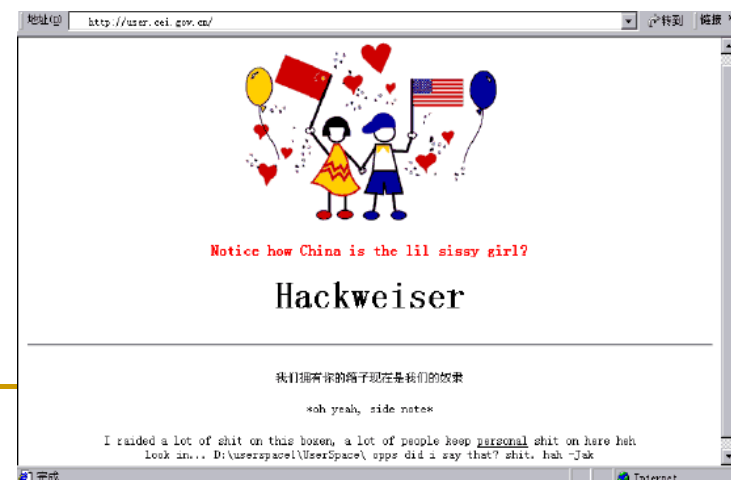 地址(D) http://user.cei.gov.cn/ 转到 链接
Notice how China is the lil sissy girl?
Hackweiser
我们拥有你的箱子现在是我们的奴隶
*oh yeah, side note*
I raided a lot of shit on this boxen, a lot of people keep personal shit on here heh
look in... D:\userspace1\UserSpace\ opps did i say that? shit. hah -Jak
完成 Internet